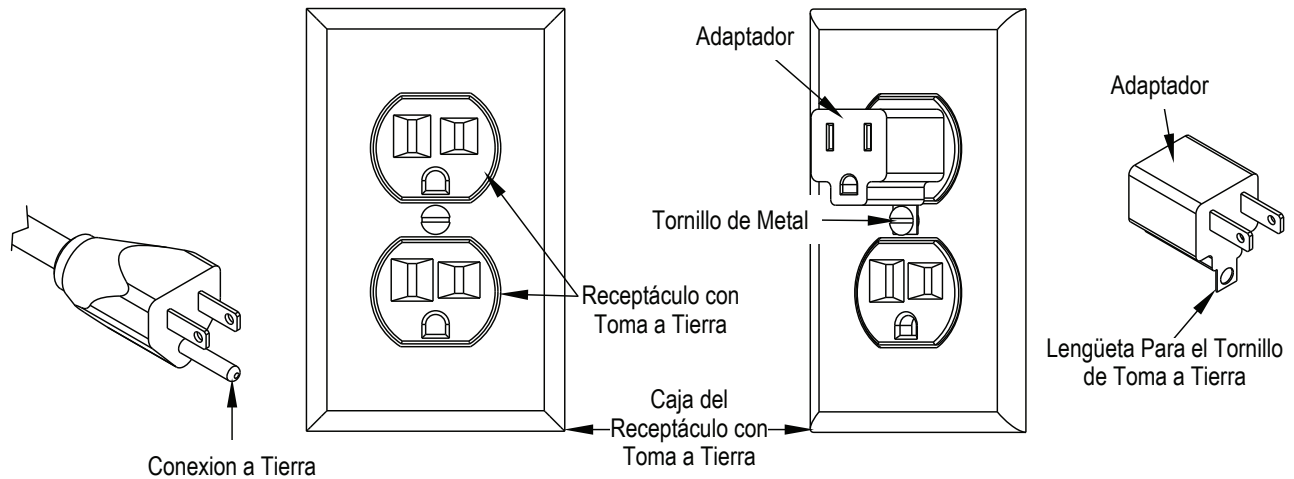 Adaptador
Adaptador
Tornillo de Metal
Receptáculo con
Toma a Tierra
Lengüeta Para el Tornillo
de Toma a Tierra
Caja del
Receptáculo con
Toma a Tierra
Conexion a Tierra